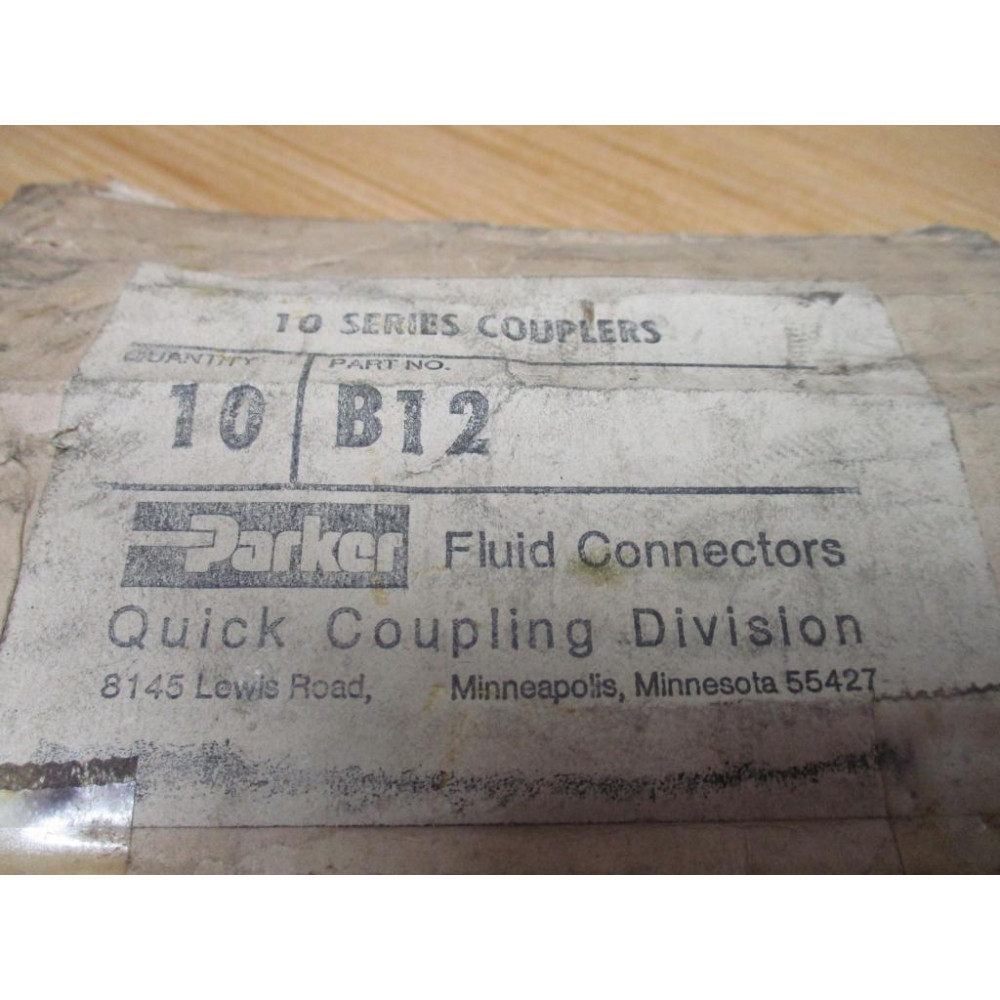 10 SERIES COUPLERS
QUANTITY PART NO.
10 B12
Parker Fluid Connectors
Quick Coupling Division
8145 Lewis Road, Minneapolis, Minnesota 55427